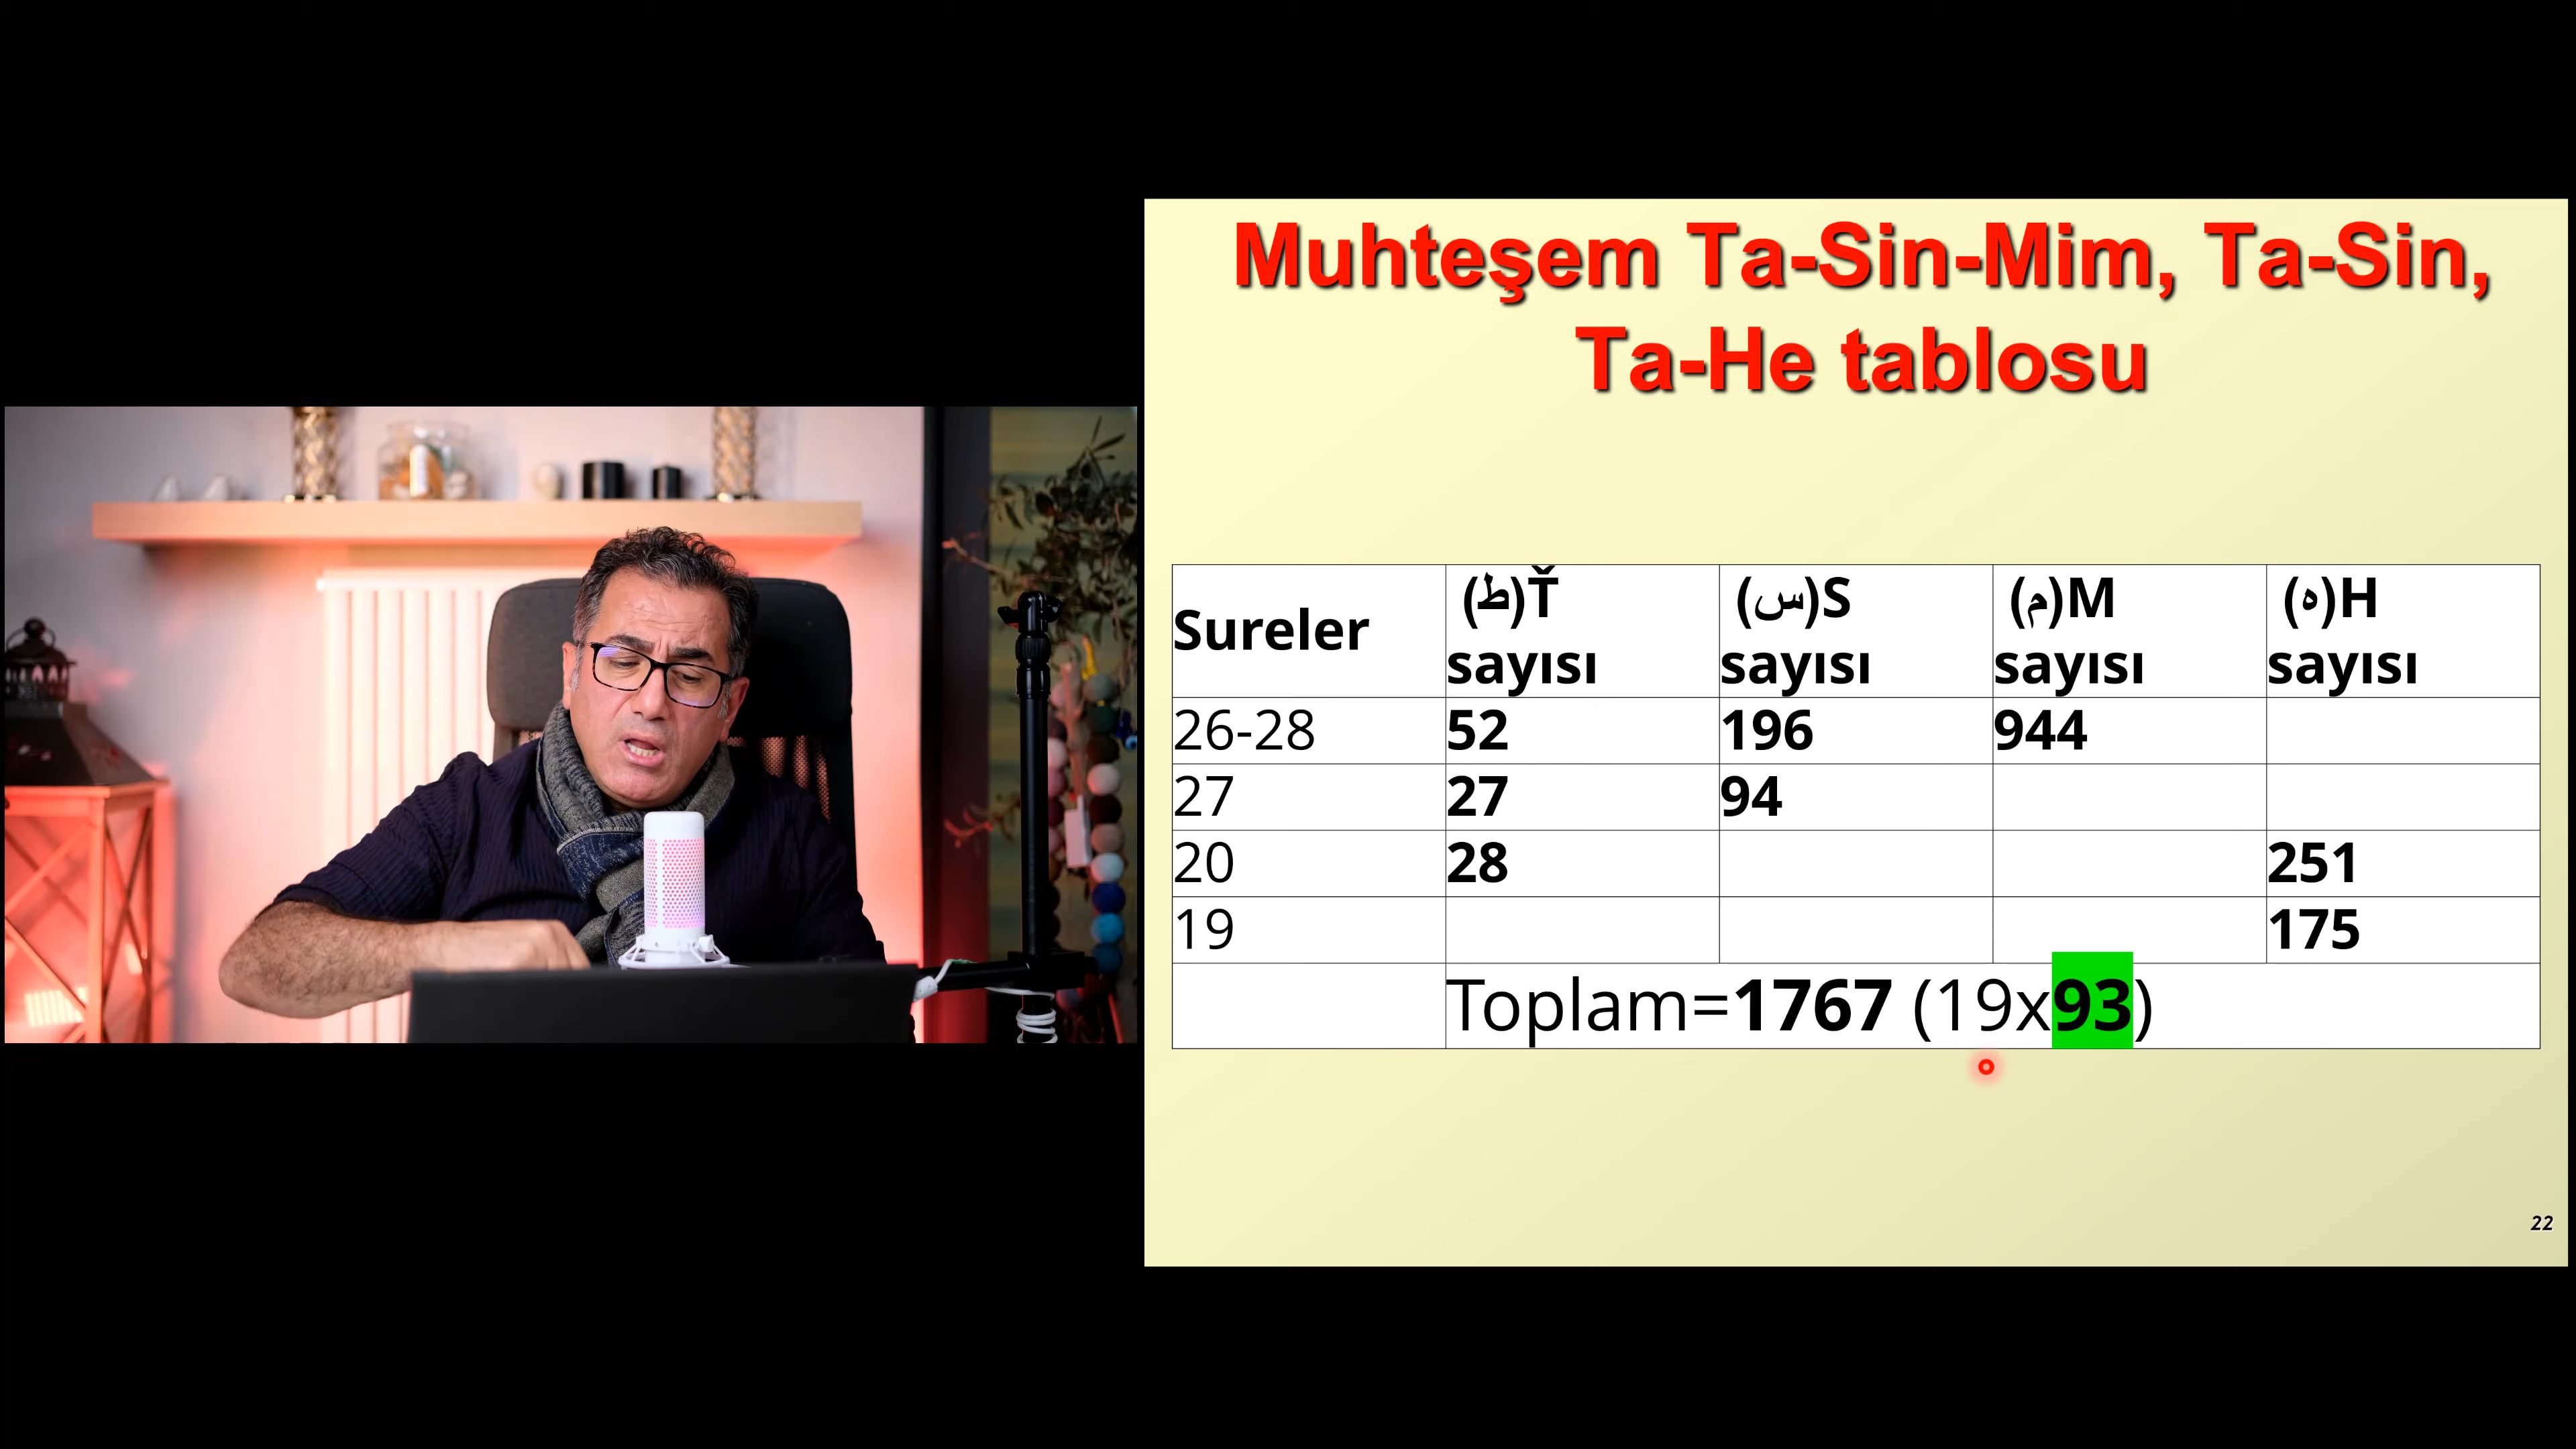 Muhteşem Ta-Sin-Mim, Ta-Sin,
Ta-He tablosu
Sureler (ط)Ť sayısı (س)S sayısı (م)M sayısı (ه)H sayısı
26-28 52 196 944
27 27 94
20 28 251
19 175
Toplam=1767 (19x93)
22